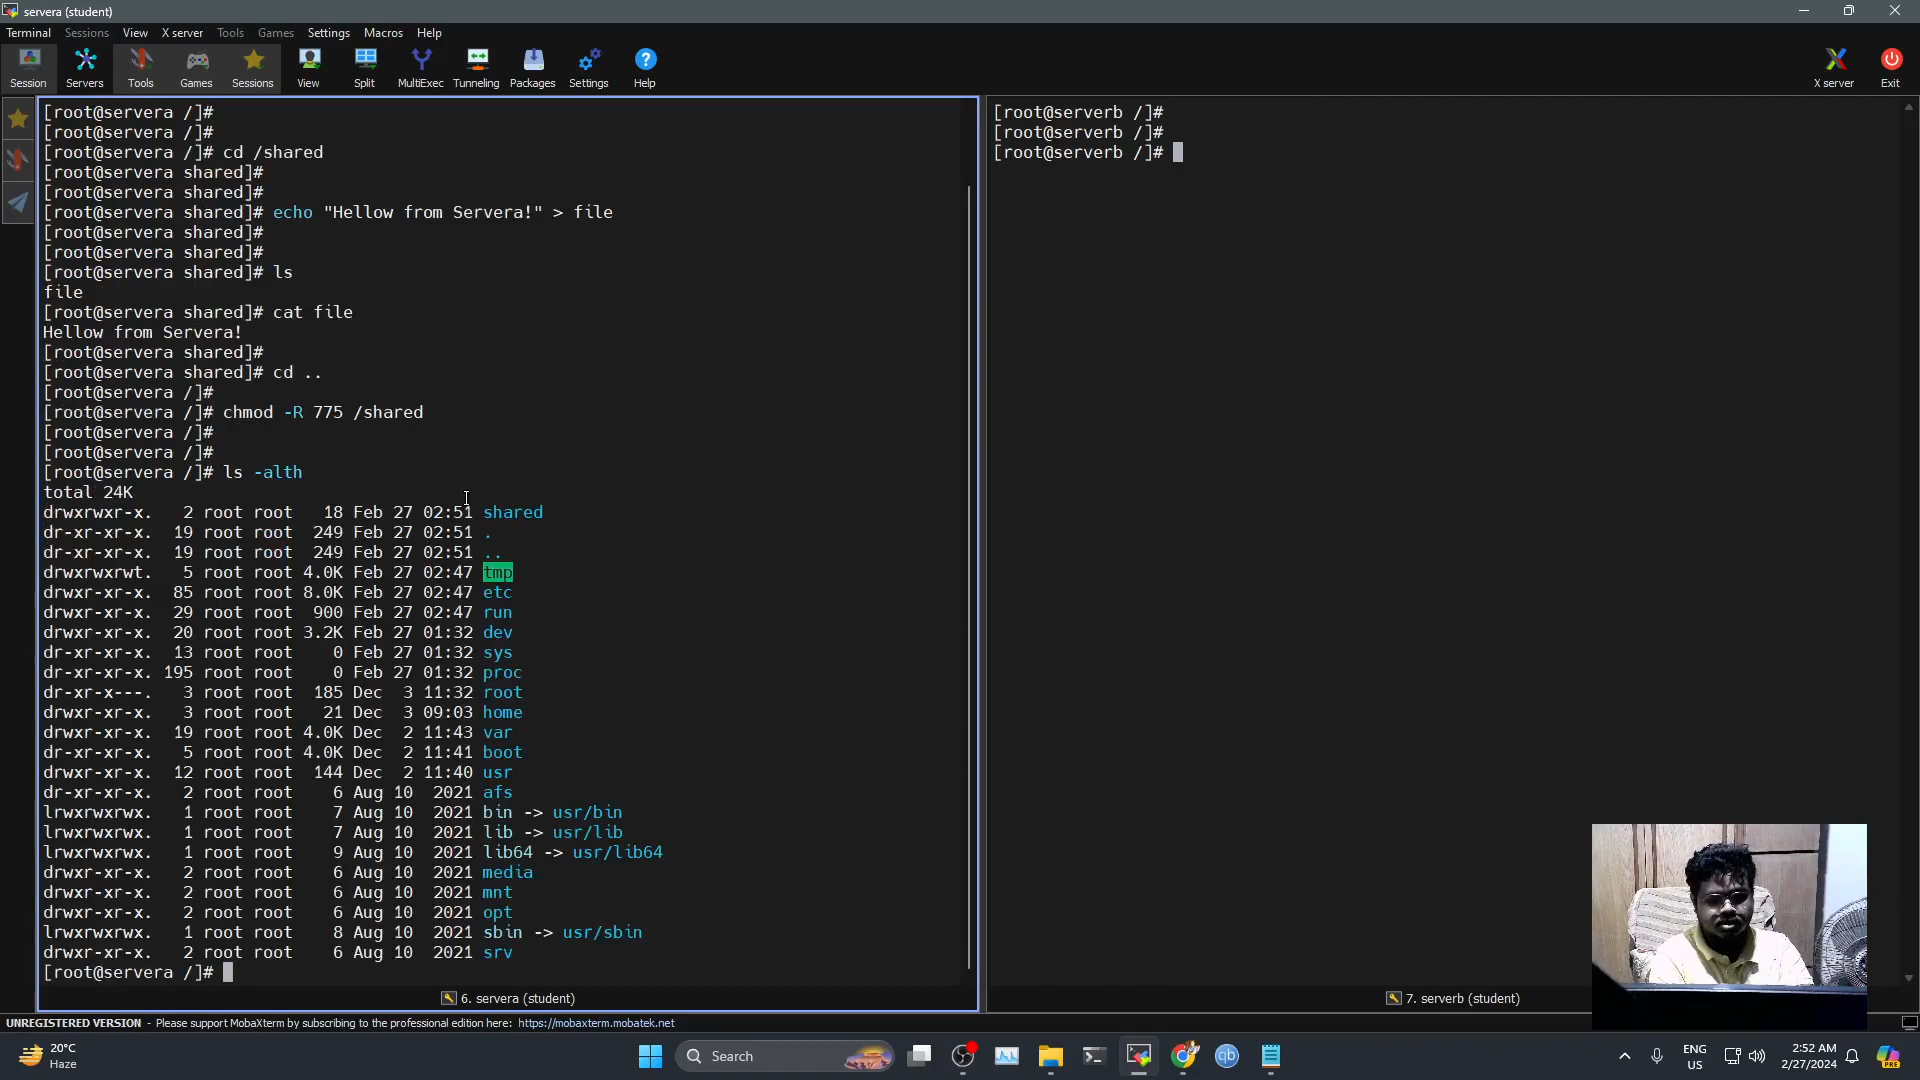 servera (student)
Terminal Sessions View X server Tools Games Settings Macros Help
Session Servers Tools Games Sessions View Split MultiExec Tunneling Packages Settings Help X server Exit
[root@servera /]#
[root@servera /]#
[root@servera /]# cd /shared
[root@servera shared]#
[root@servera shared]#
[root@servera shared]# echo "Hellow from Servera!" > file
[root@servera shared]#
[root@servera shared]#
[root@servera shared]# ls
file
[root@servera shared]# cat file
Hellow from Servera!
[root@servera shared]#
[root@servera shared]# cd ..
[root@servera /]#
[root@servera /]# chmod -R 775 /shared
[root@servera /]#
[root@servera /]#
[root@servera /]# ls -alth
total 24K
drwxrwxr-x. 2 root root 18 Feb 27 02:51 shared
dr-xr-xr-x. 19 root root 249 Feb 27 02:51 .
dr-xr-xr-x. 19 root root 249 Feb 27 02:51 ..
drwxrwxrwt. 5 root root 4.0K Feb 27 02:47 tmp
drwxr-xr-x. 85 root root 8.0K Feb 27 02:47 etc
drwxr-xr-x. 29 root root 900 Feb 27 02:47 run
drwxr-xr-x. 20 root root 3.2K Feb 27 01:32 dev
dr-xr-xr-x. 13 root root 0 Feb 27 01:32 sys
dr-xr-xr-x. 195 root root 0 Feb 27 01:32 proc
dr-xr-x---. 3 root root 185 Dec 3 11:32 root
drwxr-xr-x. 3 root root 21 Dec 3 09:03 home
drwxr-xr-x. 19 root root 4.0K Dec 2 11:43 var
dr-xr-xr-x. 5 root root 4.0K Dec 2 11:41 boot
drwxr-xr-x. 12 root root 144 Dec 2 11:40 usr
dr-xr-xr-x. 2 root root 6 Aug 10 2021 afs
lrwxrwxrwx. 1 root root 7 Aug 10 2021 bin -> usr/bin
lrwxrwxrwx. 1 root root 7 Aug 10 2021 lib -> usr/lib
lrwxrwxrwx. 1 root root 9 Aug 10 2021 lib64 -> usr/lib64
drwxr-xr-x. 2 root root 6 Aug 10 2021 media
drwxr-xr-x. 2 root root 6 Aug 10 2021 mnt
drwxr-xr-x. 2 root root 6 Aug 10 2021 opt
lrwxrwxrwx. 1 root root 8 Aug 10 2021 sbin -> usr/sbin
drwxr-xr-x. 2 root root 6 Aug 10 2021 srv
[root@servera /]#
6. servera (student)
[root@serverb /]#
[root@serverb /]#
[root@serverb /]#
7. serverb (student)
UNREGISTERED VERSION - Please support MobaXterm by subscribing to the professional edition here: https://mobaxterm.mobatek.net
20°C
Haze
Search
qb
PRE
ENG
US
2:52 AM
2/27/2024